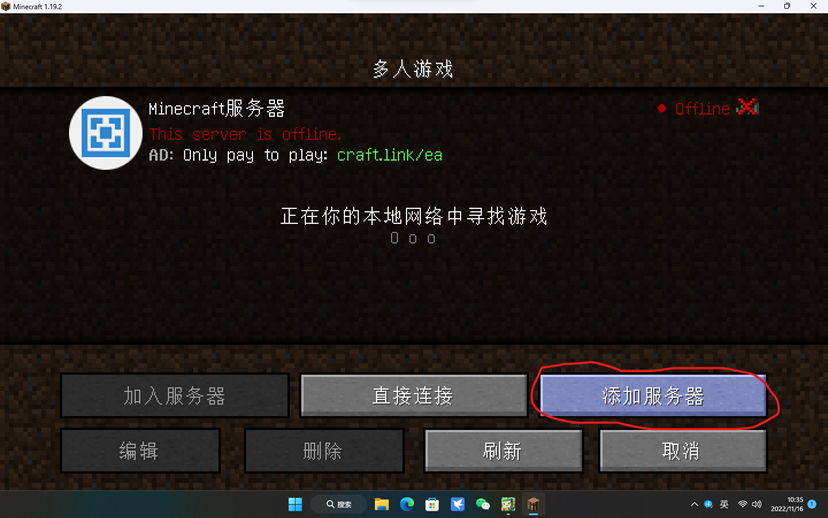 Minecraft 1.19.2
多人游戏
Minecraft服务器
Offline
This server is offline.
AD: Only pay to play: craft.link/ea
正在你的本地网络中寻找游戏
O o o
加入服务器
直接连接
添加服务器
编辑
删除
刷新
取消
搜索
英
10:35
2022/11/16